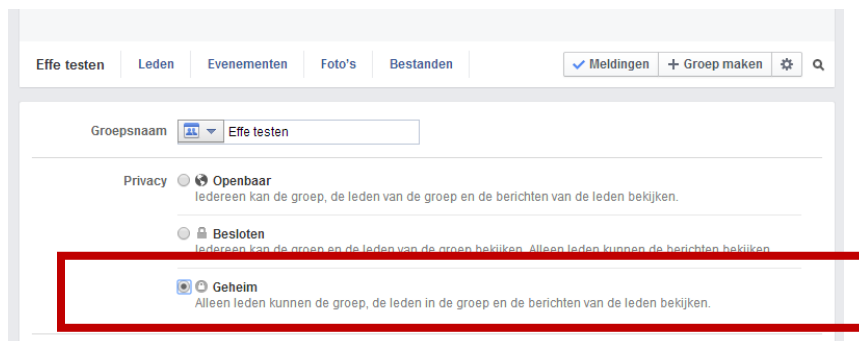 Effe testen Leden Evenementen Foto's Bestanden Meldingen + Groep maken
Groepsnaam Effe testen
Privacy Openbaar
Iedereen kan de groep, de leden van de groep en de berichten van de leden bekijken.
Besloten
Iedereen kan de groep en de leden van de groep bekijken. Alleen leden kunnen de berichten bekijken.
Geheim
Alleen leden kunnen de groep, de leden in de groep en de berichten van de leden bekijken.